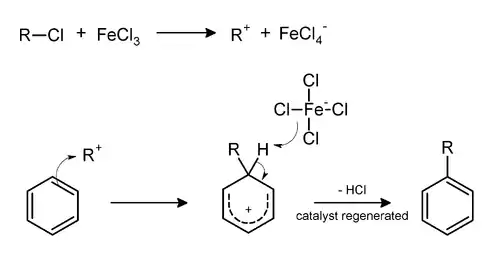 R—Cl + FeCl₃ ⟶ R⁺ + FeCl₄⁻
Cl
Cl—Fe⁻—Cl
Cl
R⁺
R H
+
- HCl
catalyst regenerated
R